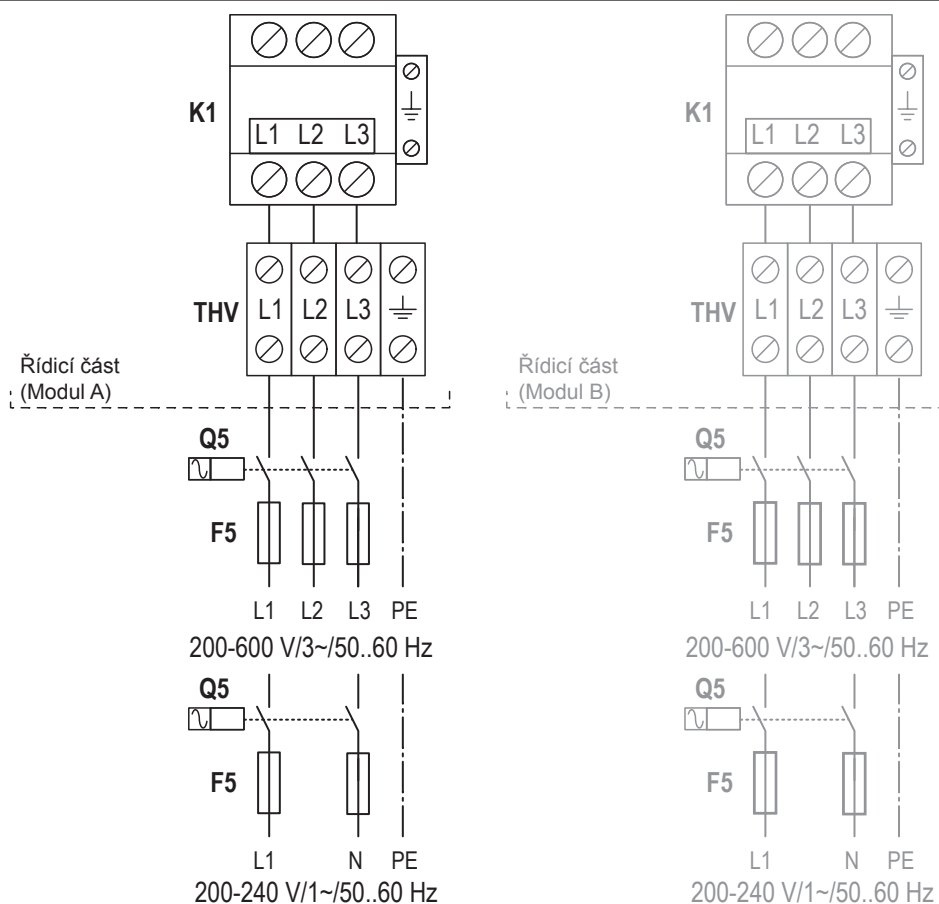 K1
L1 L2 L3
THV L1 L2 L3
Řídicí část
(Modul A)
Q5
F5
L1 L2 L3 PE
200-600 V/3~/50..60 Hz
Q5
F5
L1 N PE
200-240 V/1~/50..60 Hz
K1
L1 L2 L3
THV L1 L2 L3
Řídicí část
(Modul B)
Q5
F5
L1 L2 L3 PE
200-600 V/3~/50..60 Hz
Q5
F5
L1 N PE
200-240 V/1~/50..60 Hz